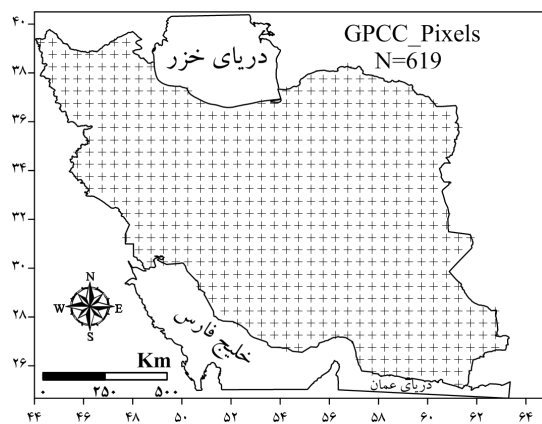 GPCC_Pixels
N=619
دریای خزر
۴۰
۳۸
۳۶
۳۴
۳۲
۳۰
۲۸
۲۶
N
W E
S
خلیج فارس
Km
۰ ۲۵۰ ۵۰۰
دریای عمان
۴۴ ۴۶ ۴۸ ۵۰ ۵۲ ۵۴ ۵۶ ۵۸ ۶۰ ۶۲ ۶۴